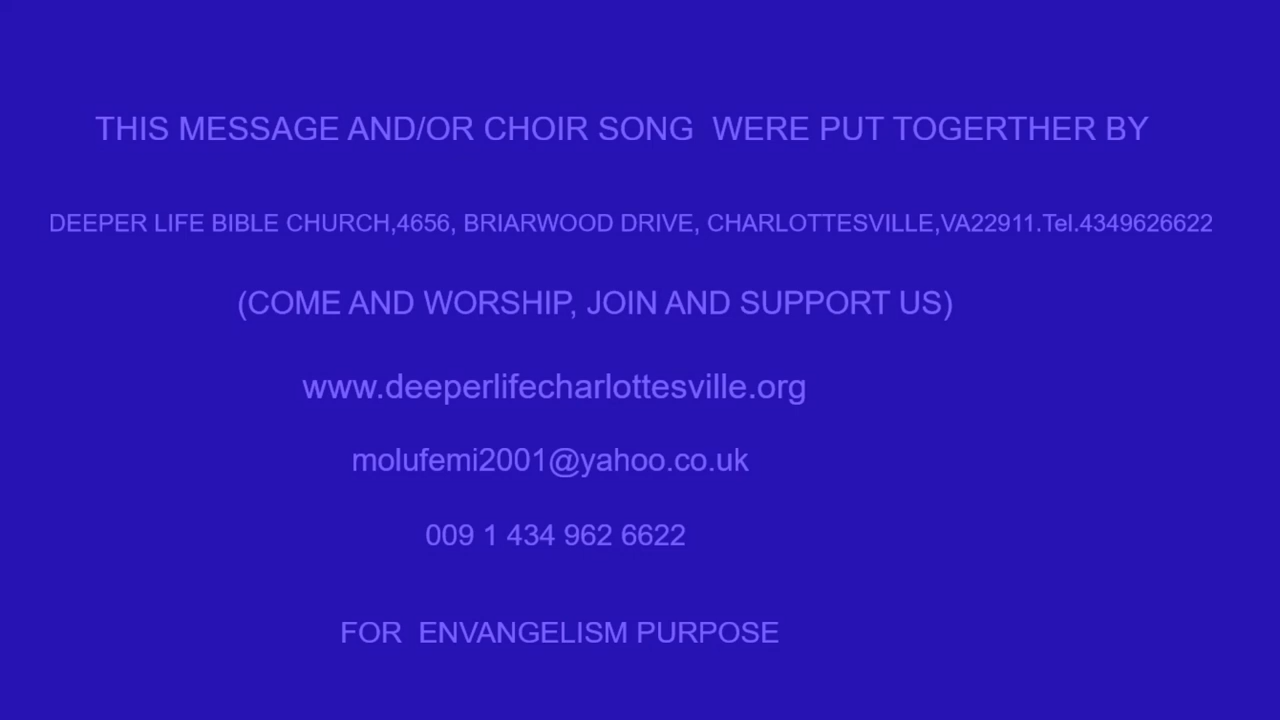 THIS MESSAGE AND/OR CHOIR SONG  WERE PUT TOGERTHER BY
DEEPER LIFE BIBLE CHURCH,4656, BRIARWOOD DRIVE, CHARLOTTESVILLE,VA22911.Tel.4349626622
(COME AND WORSHIP, JOIN AND SUPPORT US)
www.deeperlifecharlottesville.org
molufemi2001@yahoo.co.uk
009 1 434 962 6622
FOR  ENVANGELISM PURPOSE